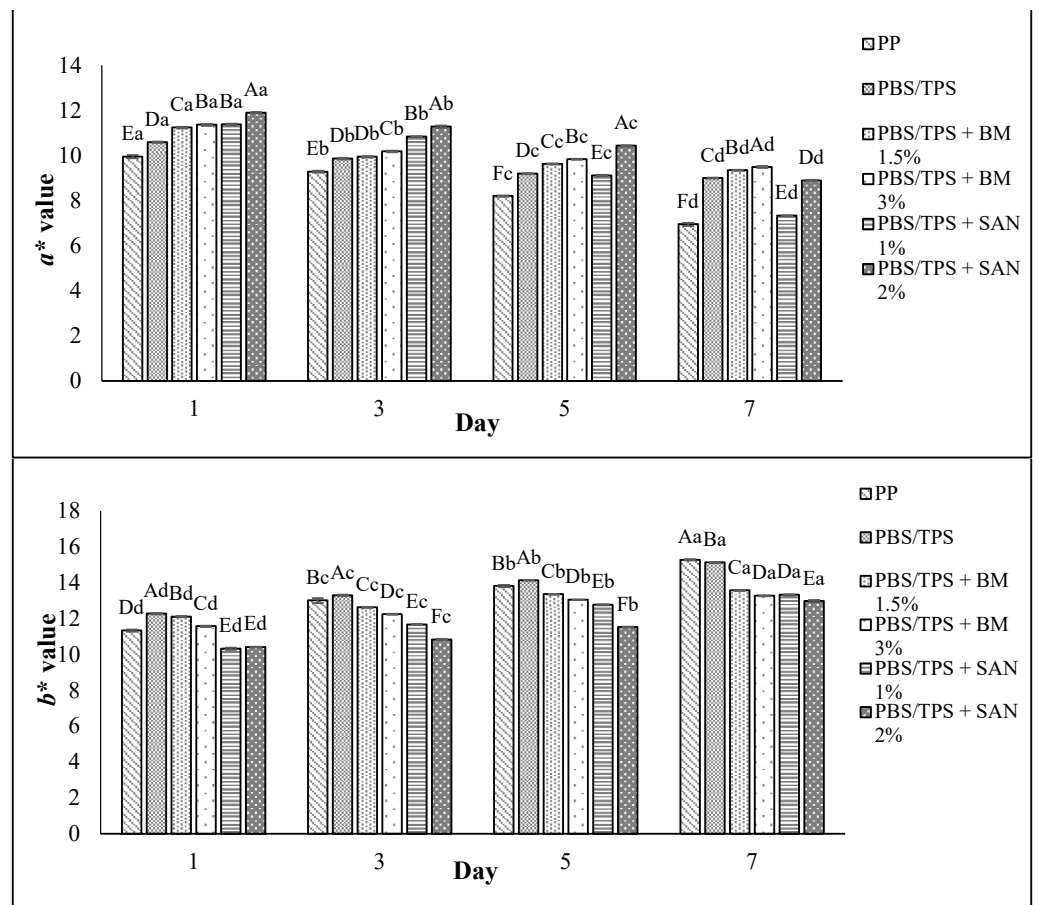 14
12
10
8
6
4
2
0
a* value
Ea Da Ca Ba Ba Aa
Eb Db Db Cb Bb Ab
Fc Dc Cc Bc Ec Ac
Fd Cd Bd Ad Ed Dd
1 3 5 7
Day
PP
PBS/TPS
PBS/TPS + BM
1.5%
PBS/TPS + BM
3%
PBS/TPS + SAN
1%
PBS/TPS + SAN
2%
18
16
14
12
10
8
6
4
2
0
b* value
Dd Ad Bd Cd Ed Ed
Bc Ac Cc Dc Ec Fc
Bb Ab Cb Db Eb Fb
Aa Ba Ca Da Da Ea
1 3 5 7
Day
PP
PBS/TPS
PBS/TPS + BM
1.5%
PBS/TPS + BM
3%
PBS/TPS + SAN
1%
PBS/TPS + SAN
2%